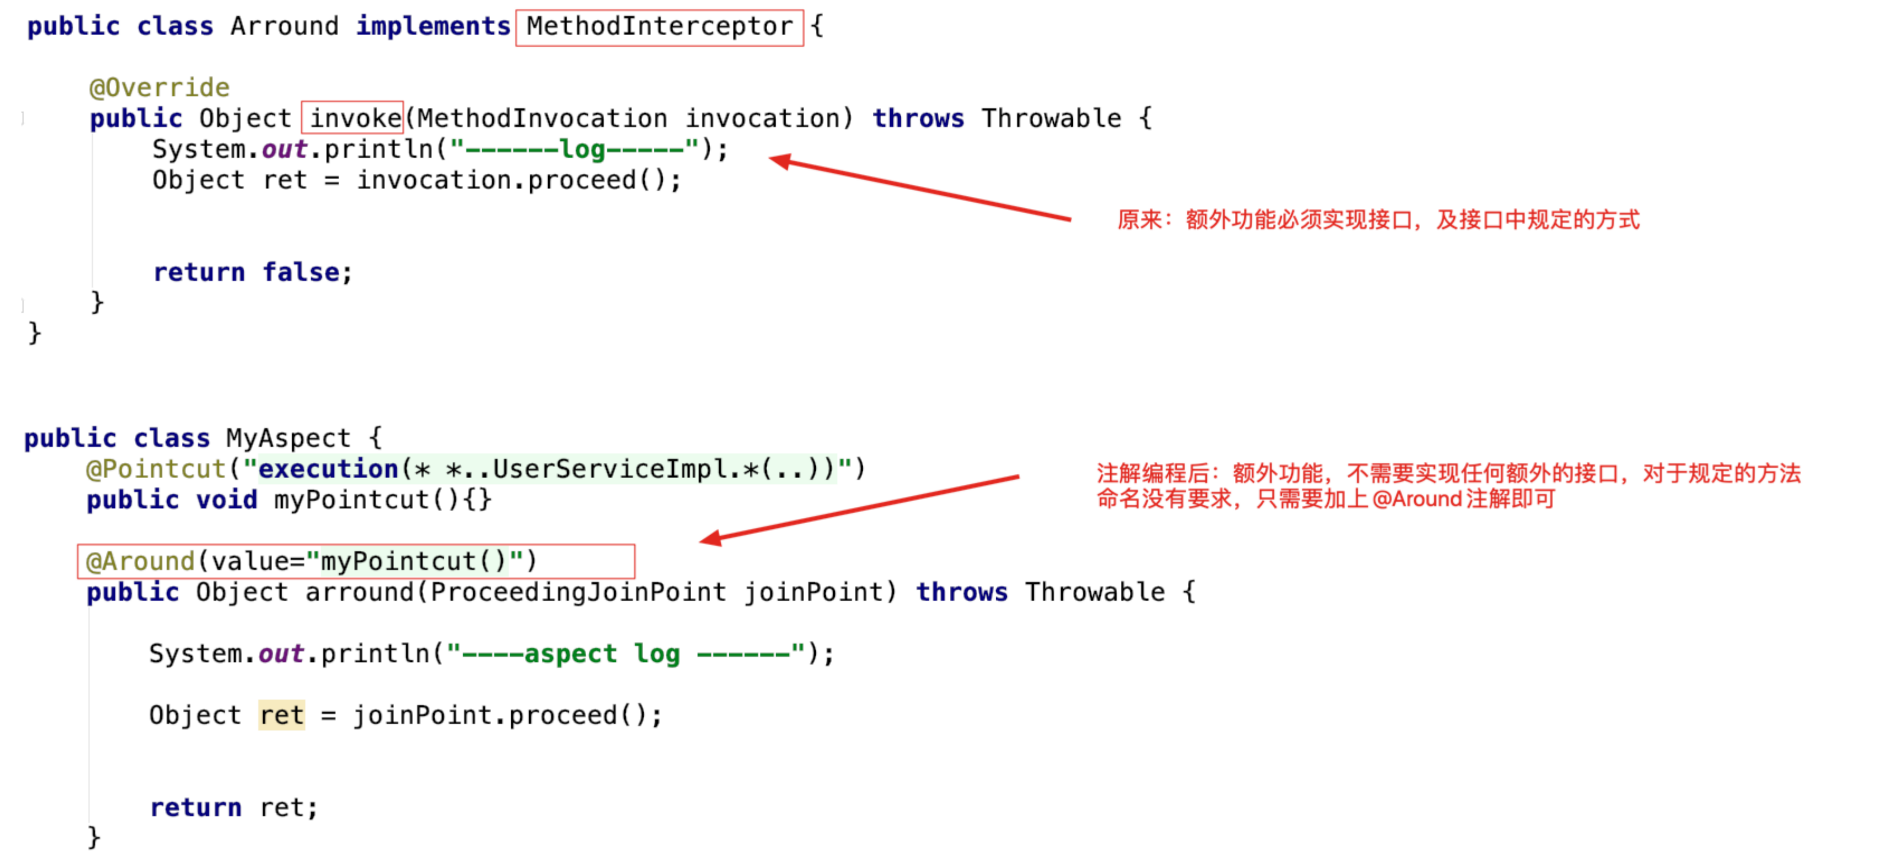 public class Arround implements MethodInterceptor {
@Override
public Object invoke(MethodInvocation invocation) throws Throwable {
System.out.println("------log-----");
Object ret = invocation.proceed();
原来：额外功能必须实现接口，及接口中规定的方式
return false;
}
}
public class MyAspect {
@Pointcut("execution(* *..UserServiceImpl.*(..))")
public void myPointcut(){}
注解编程后：额外功能，不需要实现任何额外的接口，对于规定的方法
命名没有要求，只需要加上 @Around 注解即可
@Around(value="myPointcut()")
public Object arround(ProceedingJoinPoint joinPoint) throws Throwable {
System.out.println("----aspect log ------");
Object ret = joinPoint.proceed();
return ret;
}